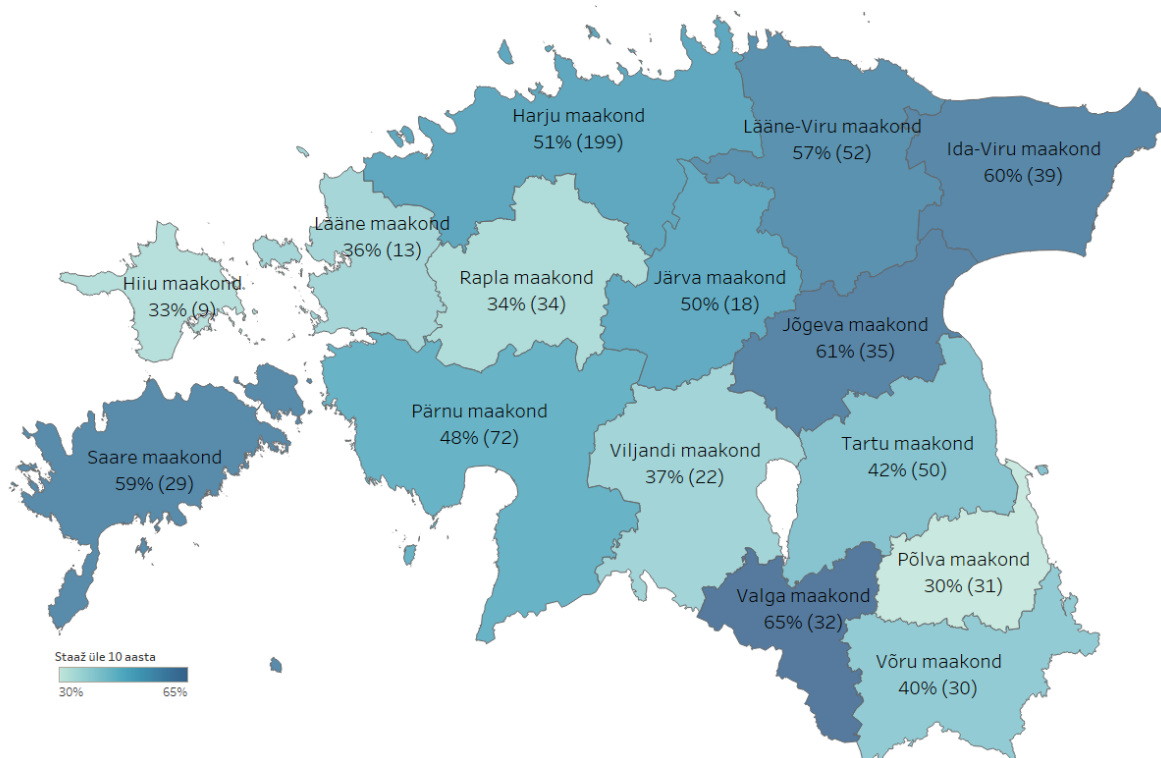 Harju maakond
51% (199)
Lääne-Viru maakond
57% (52)
Ida-Viru maakond
60% (39)
Lääne maakond
36% (13)
Hiiu maakond
33% (9)
Rapla maakond
34% (34)
Järva maakond
50% (18)
Jõgeva maakond
61% (35)
Pärnu maakond
48% (72)
Saare maakond
59% (29)
Viljandi maakond
37% (22)
Tartu maakond
42% (50)
Põlva maakond
30% (31)
Valga maakond
65% (32)
Võru maakond
40% (30)
Staaž üle 10 aasta
30% 65%